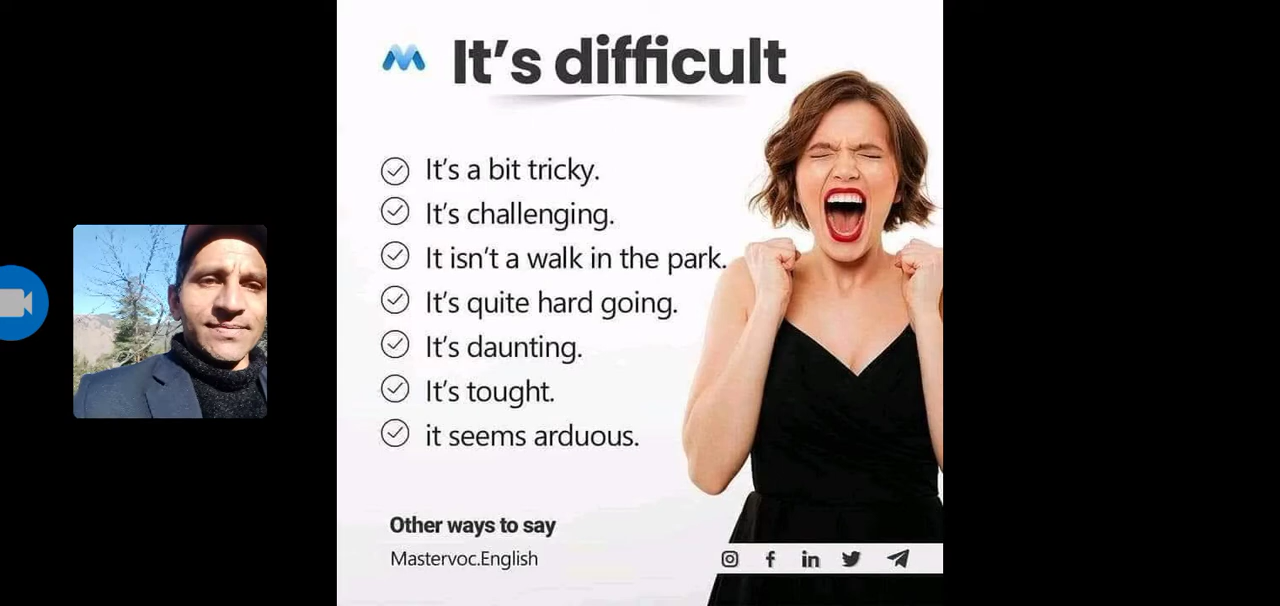 It's difficult
It's a bit tricky.
It's challenging.
It isn't a walk in the park.
It's quite hard going.
It's daunting.
It's tought.
it seems arduous.
Other ways to say
Mastervoc.English